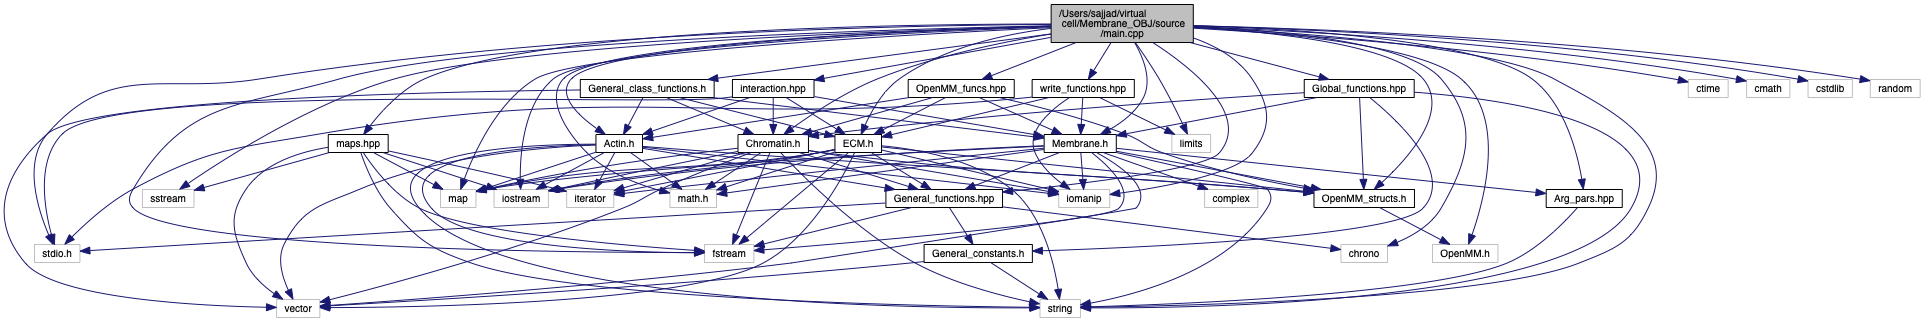 /Users/sajjad/virtual
cell/Membrane_OBJ/source
/main.cpp
General_class_functions.h
interaction.hpp
OpenMM_funcs.hpp
write_functions.hpp
Global_functions.hpp
ctime
cmath
cstdlib
random
maps.hpp
Actin.h
Chromatin.h
ECM.h
Membrane.h
limits
sstream
map
iostream
iterator
math.h
General_functions.hpp
iomanip
complex
OpenMM_structs.h
Arg_pars.hpp
stdio.h
fstream
General_constants.h
chrono
OpenMM.h
vector
string